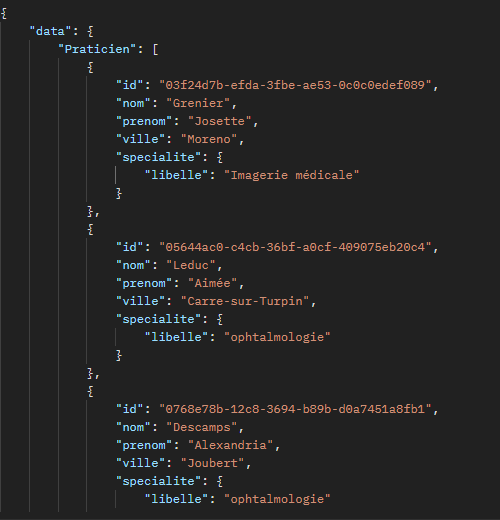 {
"data": {
"Praticien": [
{
"id": "03f24d7b-efda-3fbe-ae53-0c0c0edef089",
"nom": "Grenier",
"prenom": "Josette",
"ville": "Moreno",
"specialite": {
"libelle": "Imagerie médicale"
}
},
{
"id": "05644ac0-c4cb-36bf-a0cf-409075eb20c4",
"nom": "Leduc",
"prenom": "Aimée",
"ville": "Carre-sur-Turpin",
"specialite": {
"libelle": "ophtalmologie"
}
},
{
"id": "0768e78b-12c8-3694-b89b-d0a7451a8fb1",
"nom": "Descamps",
"prenom": "Alexandria",
"ville": "Joubert",
"specialite": {
"libelle": "ophtalmologie"